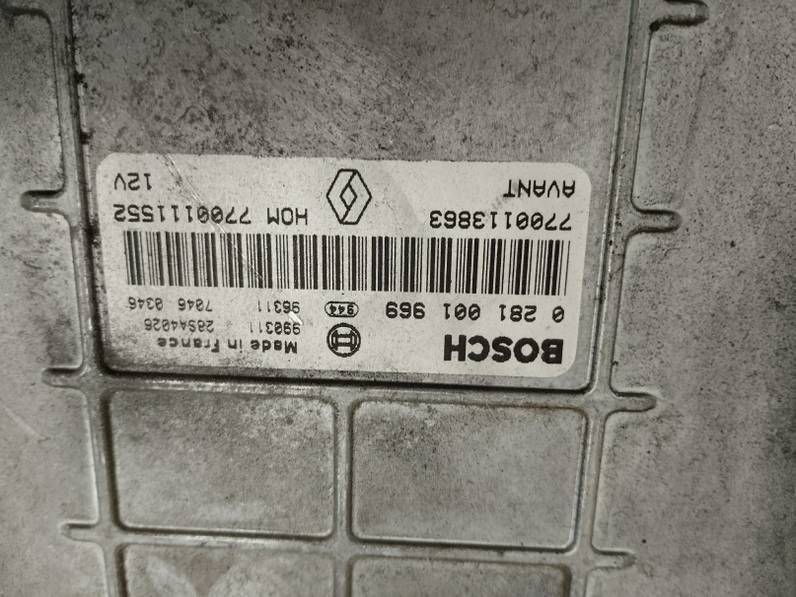 BOSCH
Made in France
990311 28SA4026
0 281 001 969 944 96311 7046 0346
7700113863 HOM 7700111552
AVANT 12V